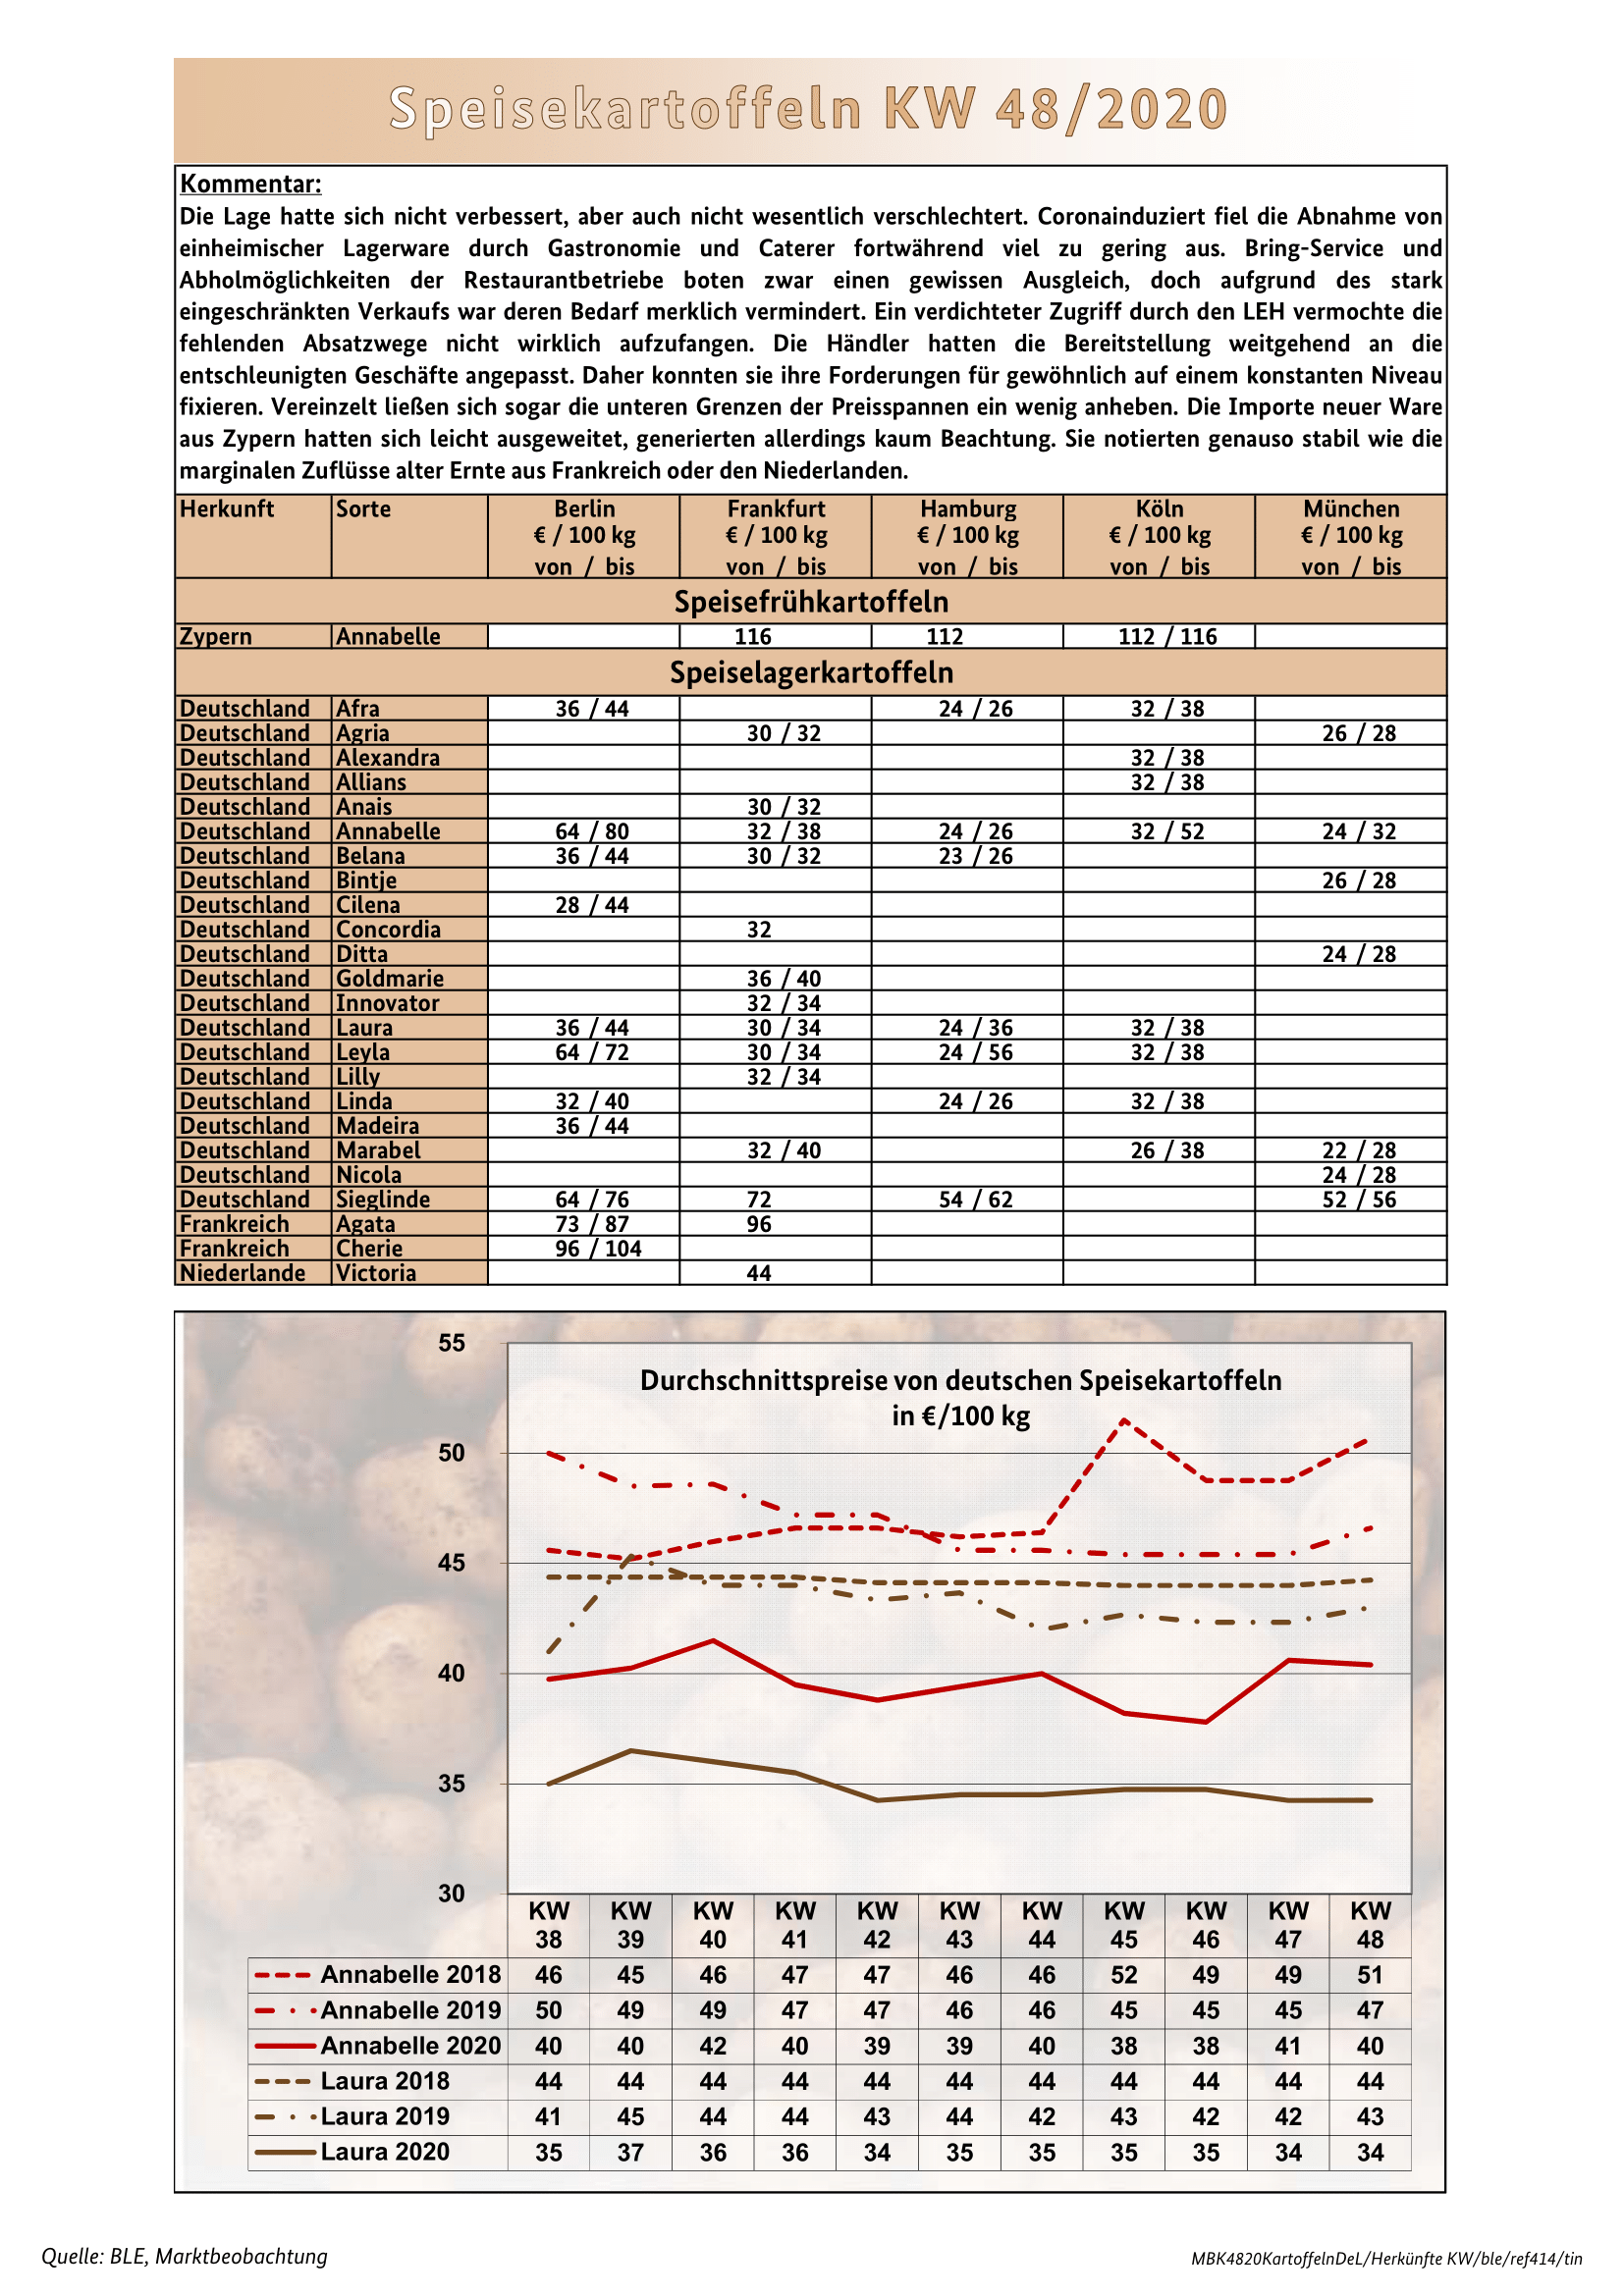 Speisekartoffeln KW 48/2020
Kommentar:
Die Lage hatte sich nicht verbessert, aber auch nicht wesentlich verschlechtert. Coronainduziert fiel die Abnahme von
einheimischer Lagerware durch Gastronomie und Caterer fortwährend viel zu gering aus. Bring-Service und
Abholmöglichkeiten der Restaurantbetriebe boten zwar einen gewissen Ausgleich, doch aufgrund des stark
eingeschränkten Verkaufs war deren Bedarf merklich vermindert. Ein verdichteter Zugriff durch den LEH vermochte die
fehlenden Absatzwege nicht wirklich aufzufangen. Die Händler hatten die Bereitstellung weitgehend an die
entschleunigten Geschäfte angepasst. Daher konnten sie ihre Forderungen für gewöhnlich auf einem konstanten Niveau
fixieren. Vereinzelt ließen sich sogar die unteren Grenzen der Preisspannen ein wenig anheben. Die Importe neuer Ware
aus Zypern hatten sich leicht ausgeweitet, generierten allerdings kaum Beachtung. Sie notierten genauso stabil wie die
marginalen Zuflüsse alter Ernte aus Frankreich oder den Niederlanden.
Herkunft Sorte Berlin Frankfurt Hamburg Köln München
€ / 100 kg € / 100 kg € / 100 kg € / 100 kg € / 100 kg
von / bis von / bis von / bis von / bis von / bis
Speisefrühkartoffeln
Zypern Annabelle 116 112 112 / 116
Speiselagerkartoffeln
Deutschland Afra 36 / 44 24 / 26 32 / 38
Deutschland Agria 30 / 32 26 / 28
Deutschland Alexandra 32 / 38
Deutschland Allians 32 / 38
Deutschland Anais 30 / 32
Deutschland Annabelle 64 / 80 32 / 38 24 / 26 32 / 52 24 / 32
Deutschland Belana 36 / 44 30 / 32 23 / 26
Deutschland Bintje 26 / 28
Deutschland Cilena 28 / 44
Deutschland Concordia 32
Deutschland Ditta 24 / 28
Deutschland Goldmarie 36 / 40
Deutschland Innovator 32 / 34
Deutschland Laura 36 / 44 30 / 34 24 / 36 32 / 38
Deutschland Leyla 64 / 72 30 / 34 24 / 56 32 / 38
Deutschland Lilly 32 / 34
Deutschland Linda 32 / 40 24 / 26 32 / 38
Deutschland Madeira 36 / 44
Deutschland Marabel 32 / 40 26 / 38 22 / 28
Deutschland Nicola 24 / 28
Deutschland Sieglinde 64 / 76 72 54 / 62 52 / 56
Frankreich Agata 73 / 87 96
Frankreich Cherie 96 / 104
Niederlande Victoria 44
Durchschnittspreise von deutschen Speisekartoffeln
in €/100 kg
55
50
45
40
35
30
KW KW KW KW KW KW KW KW KW KW KW
38 39 40 41 42 43 44 45 46 47 48
Annabelle 2018 46 45 46 47 47 46 46 52 49 49 51
Annabelle 2019 50 49 49 47 47 46 46 45 45 45 47
Annabelle 2020 40 40 42 40 39 39 40 38 38 41 40
Laura 2018 44 44 44 44 44 44 44 44 44 44 44
Laura 2019 41 45 44 44 43 44 42 43 42 42 43
Laura 2020 35 37 36 36 34 35 35 35 35 34 34
Quelle: BLE, Marktbeobachtung
MBK4820KartoffelnDeL/Herkünfte KW/ble/ref414/tin